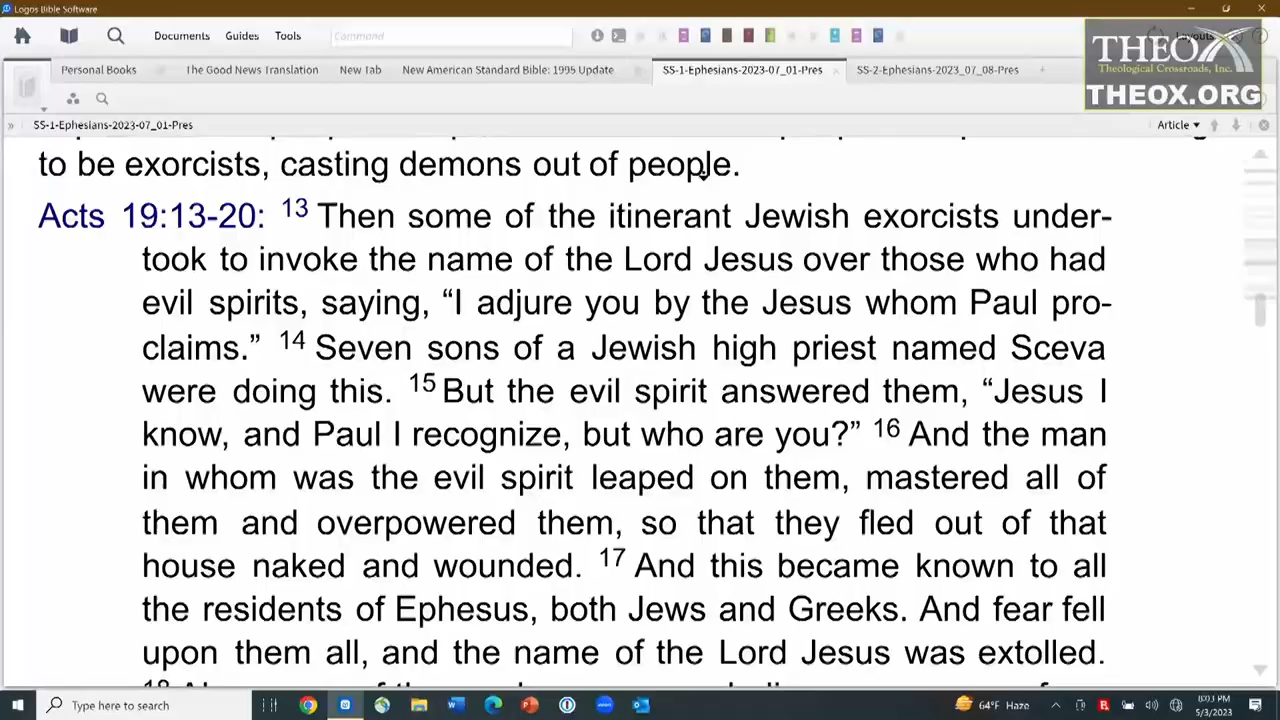 Logos Bible Software
Documents Guides Tools Command
THEOX
Theological Crossroads, Inc.
THEOX.ORG
Personal Books The Good News Translation New Tab SS-1-Ephesians-2023-07_01-Pres SS-2-Ephesians-2023_07_08-Pres +
SS-1-Ephesians-2023-07_01-Pres Article
to be exorcists, casting demons out of people.
Acts 19:13-20: 13 Then some of the itinerant Jewish exorcists under-
took to invoke the name of the Lord Jesus over those who had
evil spirits, saying, “I adjure you by the Jesus whom Paul pro-
claims.” 14 Seven sons of a Jewish high priest named Sceva
were doing this. 15 But the evil spirit answered them, “Jesus I
know, and Paul I recognize, but who are you?” 16 And the man
in whom was the evil spirit leaped on them, mastered all of
them and overpowered them, so that they fled out of that
house naked and wounded. 17 And this became known to all
the residents of Ephesus, both Jews and Greeks. And fear fell
upon them all, and the name of the Lord Jesus was extolled.
Type here to search
64°F Haze
8:03 PM
5/3/2023